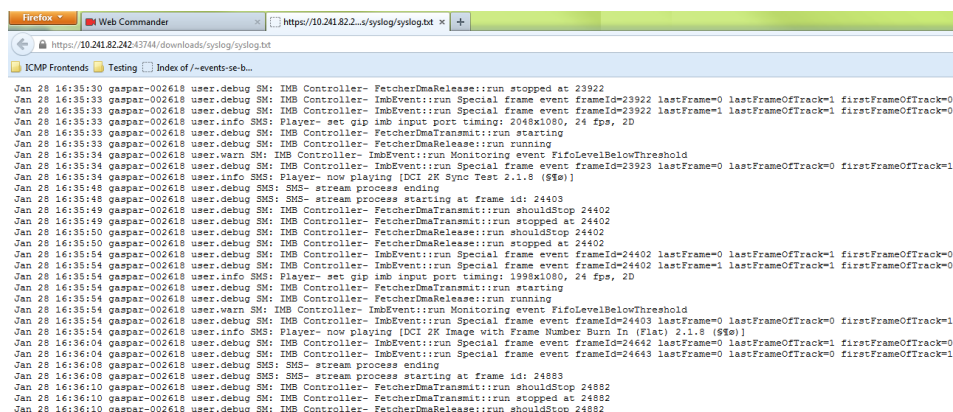 Firefox
Web Commander
https://10.241.82.2...s/syslog/syslog.txt
https://10.241.82.242:43744/downloads/syslog/syslog.txt
ICMP Frontends Testing Index of /~events-se-b...
Jan 28 16:35:30 gaspar-002618 user.debug SM: IMB Controller- FetcherDmaRelease::run stopped at 23922
Jan 28 16:35:33 gaspar-002618 user.debug SM: IMB Controller- ImbEvent::run Special frame event frameId=23922 lastFrame=0 lastFrameOfTrack=1 firstFrameOfTrack=0
Jan 28 16:35:33 gaspar-002618 user.debug SM: IMB Controller- ImbEvent::run Special frame event frameId=23922 lastFrame=1 lastFrameOfTrack=1 firstFrameOfTrack=0
Jan 28 16:35:33 gaspar-002618 user.info SMS: Player- set gip imb input port timing: 2048x1080, 24 fps, 2D
Jan 28 16:35:33 gaspar-002618 user.debug SM: IMB Controller- FetcherDmaTransmit::run starting
Jan 28 16:35:33 gaspar-002618 user.debug SM: IMB Controller- FetcherDmaRelease::run running
Jan 28 16:35:34 gaspar-002618 user.warn SM: IMB Controller- ImbEvent::run Monitoring event FifoLevelBelowThreshold
Jan 28 16:35:34 gaspar-002618 user.debug SM: IMB Controller- ImbEvent::run Special frame event frameId=23923 lastFrame=0 lastFrameOfTrack=0 firstFrameOfTrack=1
Jan 28 16:35:34 gaspar-002618 user.info SMS: Player- now playing [DCI 2K Sync Test 2.1.8 (§¶ø)]
Jan 28 16:35:48 gaspar-002618 user.debug SMS: SMS- stream process ending
Jan 28 16:35:48 gaspar-002618 user.debug SMS: SMS- stream process starting at frame id: 24403
Jan 28 16:35:49 gaspar-002618 user.debug SM: IMB Controller- FetcherDmaTransmit::run shouldStop 24402
Jan 28 16:35:49 gaspar-002618 user.debug SM: IMB Controller- FetcherDmaTransmit::run stopped at 24402
Jan 28 16:35:50 gaspar-002618 user.debug SM: IMB Controller- FetcherDmaRelease::run shouldStop 24402
Jan 28 16:35:50 gaspar-002618 user.debug SM: IMB Controller- FetcherDmaRelease::run stopped at 24402
Jan 28 16:35:54 gaspar-002618 user.debug SM: IMB Controller- ImbEvent::run Special frame event frameId=24402 lastFrame=0 lastFrameOfTrack=1 firstFrameOfTrack=0
Jan 28 16:35:54 gaspar-002618 user.debug SM: IMB Controller- ImbEvent::run Special frame event frameId=24402 lastFrame=1 lastFrameOfTrack=1 firstFrameOfTrack=0
Jan 28 16:35:54 gaspar-002618 user.info SMS: Player- set gip imb input port timing: 1998x1080, 24 fps, 2D
Jan 28 16:35:54 gaspar-002618 user.debug SM: IMB Controller- FetcherDmaTransmit::run starting
Jan 28 16:35:54 gaspar-002618 user.debug SM: IMB Controller- FetcherDmaRelease::run running
Jan 28 16:35:54 gaspar-002618 user.warn SM: IMB Controller- ImbEvent::run Monitoring event FifoLevelBelowThreshold
Jan 28 16:35:54 gaspar-002618 user.debug SM: IMB Controller- ImbEvent::run Special frame event frameId=24403 lastFrame=0 lastFrameOfTrack=0 firstFrameOfTrack=1
Jan 28 16:35:54 gaspar-002618 user.info SMS: Player- now playing [DCI 2K Image with Frame Number Burn In (Flat) 2.1.8 (§¶ø)]
Jan 28 16:36:04 gaspar-002618 user.debug SM: IMB Controller- ImbEvent::run Special frame event frameId=24642 lastFrame=0 lastFrameOfTrack=1 firstFrameOfTrack=0
Jan 28 16:36:04 gaspar-002618 user.debug SM: IMB Controller- ImbEvent::run Special frame event frameId=24643 lastFrame=0 lastFrameOfTrack=0 firstFrameOfTrack=1
Jan 28 16:36:08 gaspar-002618 user.debug SMS: SMS- stream process ending
Jan 28 16:36:08 gaspar-002618 user.debug SMS: SMS- stream process starting at frame id: 24883
Jan 28 16:36:10 gaspar-002618 user.debug SM: IMB Controller- FetcherDmaTransmit::run shouldStop 24882
Jan 28 16:36:10 gaspar-002618 user.debug SM: IMB Controller- FetcherDmaTransmit::run stopped at 24882
Jan 28 16:36:10 gaspar-002618 user.debug SM: IMB Controller- FetcherDmaRelease::run shouldStop 24882